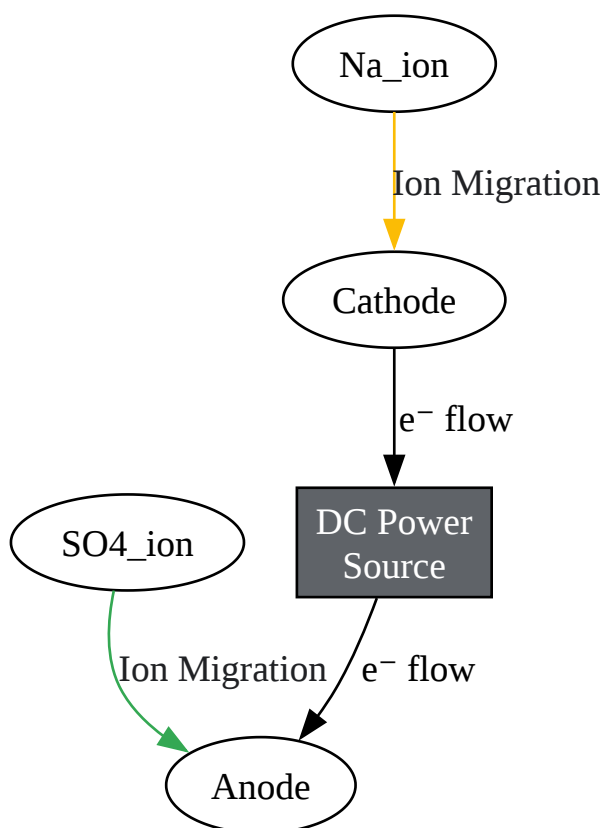 Na_ion
Ion Migration
Cathode
e⁻ flow
DC Power
Source
SO4_ion
Ion Migration
e⁻ flow
Anode